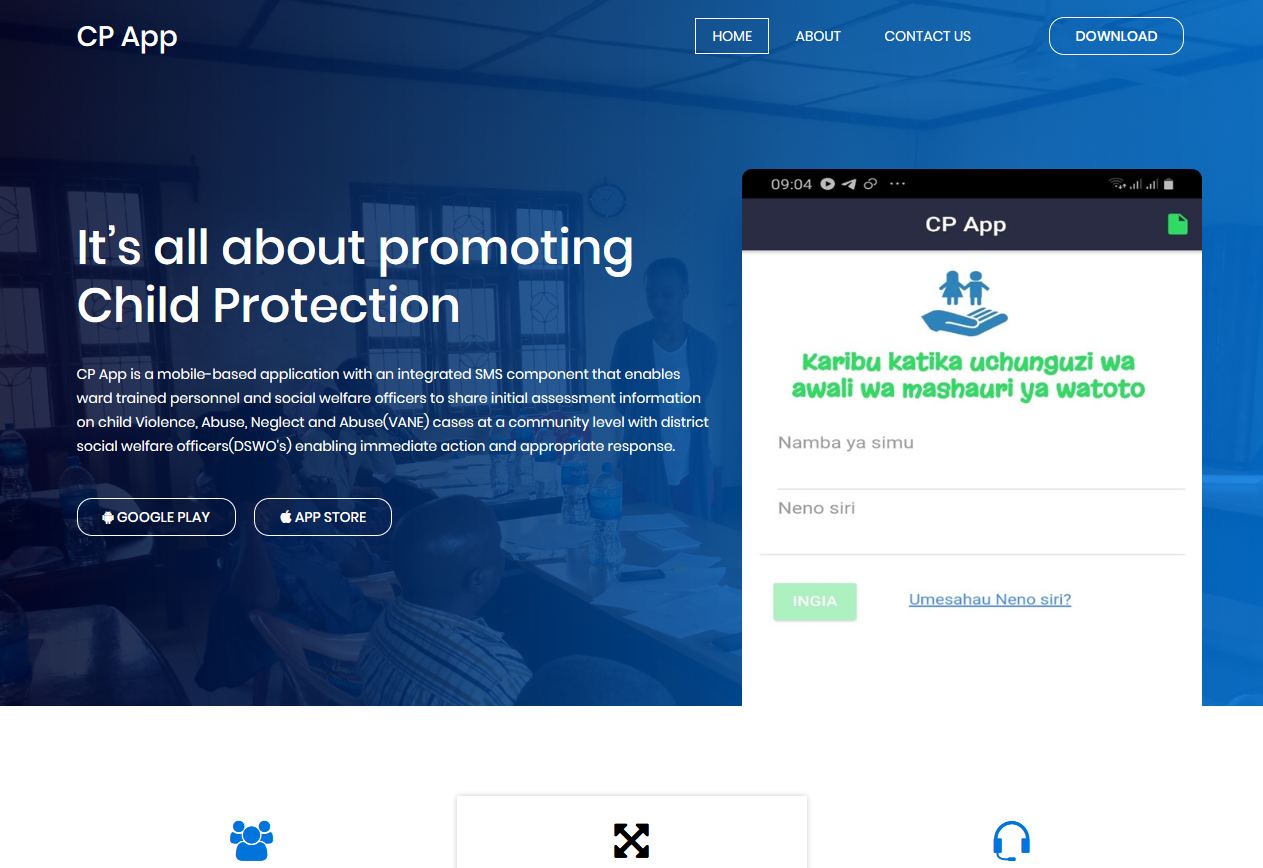 CP App
HOME
ABOUT
CONTACT US
DOWNLOAD
It's all about promoting
Child Protection
CP App is a mobile-based application with an integrated SMS component that enables
ward trained personnel and social welfare officers to share initial assessment information
on child Violence, Abuse, Neglect and Abuse(VANE) cases at a community level with district
social welfare officers(DSWO's) enabling immediate action and appropriate response.
GOOGLE PLAY
APP STORE
09:04
CP App
Karibu katika uchunguzi wa
awali wa mashauri ya watoto
Namba ya simu
Neno siri
INGIA
Umesahau Neno siri?